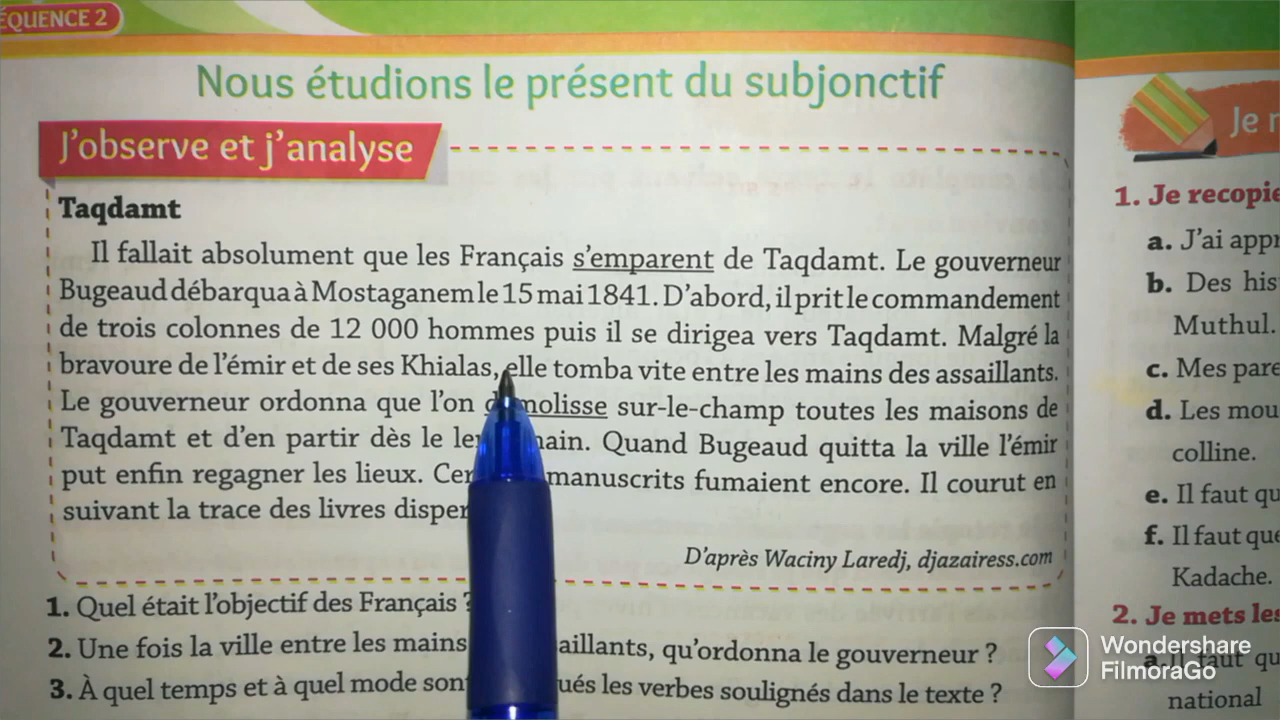 ÉQUENCE 2
Nous étudions le présent du subjonctif
J'observe et j'analyse
Taqdamt
Il fallait absolument que les Français s'emparent de Taqdamt. Le gouverneur
Bugeaud débarqua à Mostaganem le 15 mai 1841. D'abord, il prit le commandement
de trois colonnes de 12 000 hommes puis il se dirigea vers Taqdamt. Malgré la
bravoure de l'émir et de ses Khialas, elle tomba vite entre les mains des assaillants.
Le gouverneur ordonna que l'on molisse sur-le-champ toutes les maisons de
Taqdamt et d'en partir dès le main. Quand Bugeaud quitta la ville l'émir
put enfin regagner les lieux. Cer manuscrits fumaient encore. Il courut en
suivant la trace des livres disper
D'après Waciny Laredj, djazairess.com
1. Quel était l'objectif des Français ?
2. Une fois la ville entre les mains aillants, qu'ordonna le gouverneur ?
3. À quel temps et à quel mode sont ués les verbes soulignés dans le texte ?
Je r
1. Je recopie
a. J'ai appr
b. Des his
Muthul.
c. Mes pare
d. Les mou
colline.
e. Il faut qu
f. Il faut que
Kadache.
2. Je mets les
a. Il faut qu
national
Wondershare
FilmoraGo